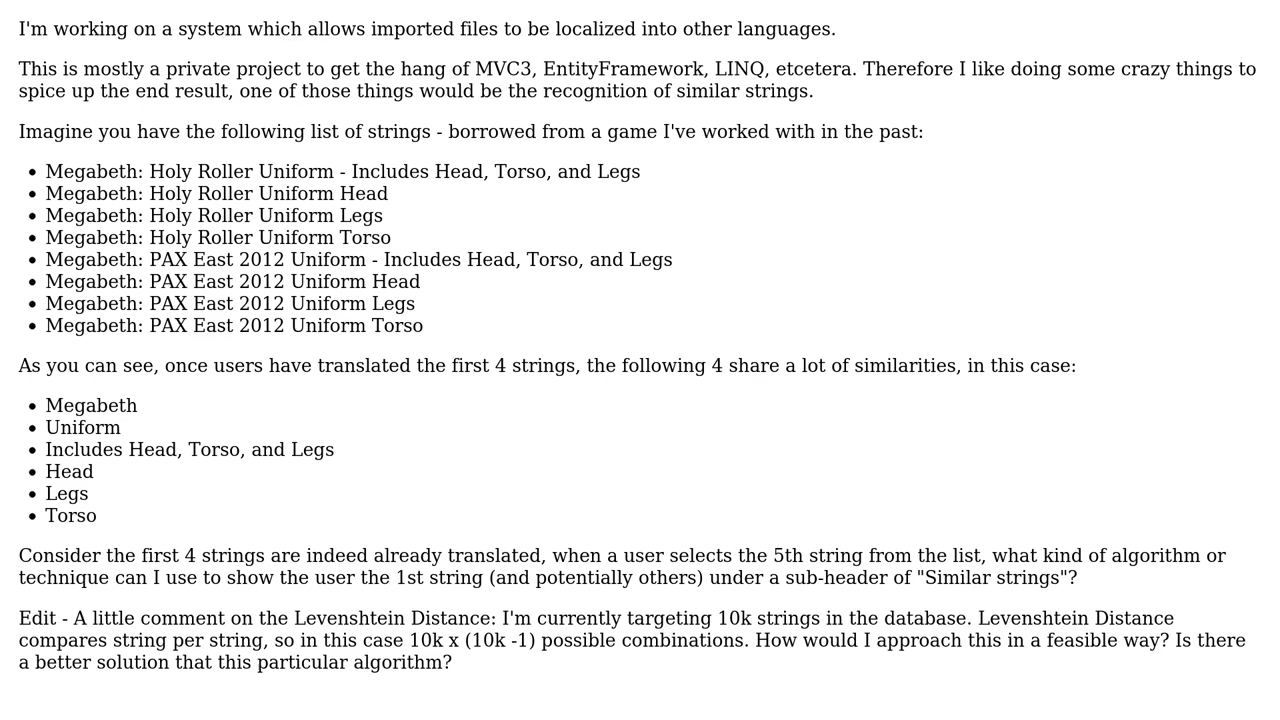 I'm working on a system which allows imported files to be localized into other languages.
This is mostly a private project to get the hang of MVC3, EntityFramework, LINQ, etcetera. Therefore I like doing some crazy things to
spice up the end result, one of those things would be the recognition of similar strings.
Imagine you have the following list of strings - borrowed from a game I've worked with in the past:
• Megabeth: Holy Roller Uniform - Includes Head, Torso, and Legs
• Megabeth: Holy Roller Uniform Head
• Megabeth: Holy Roller Uniform Legs
• Megabeth: Holy Roller Uniform Torso
• Megabeth: PAX East 2012 Uniform - Includes Head, Torso, and Legs
• Megabeth: PAX East 2012 Uniform Head
• Megabeth: PAX East 2012 Uniform Legs
• Megabeth: PAX East 2012 Uniform Torso
As you can see, once users have translated the first 4 strings, the following 4 share a lot of similarities, in this case:
• Megabeth
• Uniform
• Includes Head, Torso, and Legs
• Head
• Legs
• Torso
Consider the first 4 strings are indeed already translated, when a user selects the 5th string from the list, what kind of algorithm or
technique can I use to show the user the 1st string (and potentially others) under a sub-header of "Similar strings"?
Edit - A little comment on the Levenshtein Distance: I'm currently targeting 10k strings in the database. Levenshtein Distance
compares string per string, so in this case 10k x (10k -1) possible combinations. How would I approach this in a feasible way? Is there
a better solution that this particular algorithm?